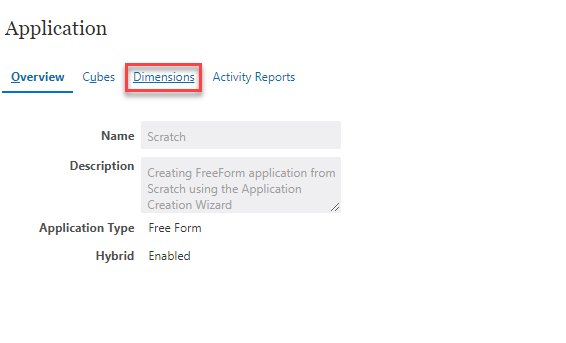 Application
Overview Cubes Dimensions Activity Reports
Name Scratch
Description Creating FreeForm application from
Scratch using the Application
Creation Wizard
Application Type Free Form
Hybrid Enabled